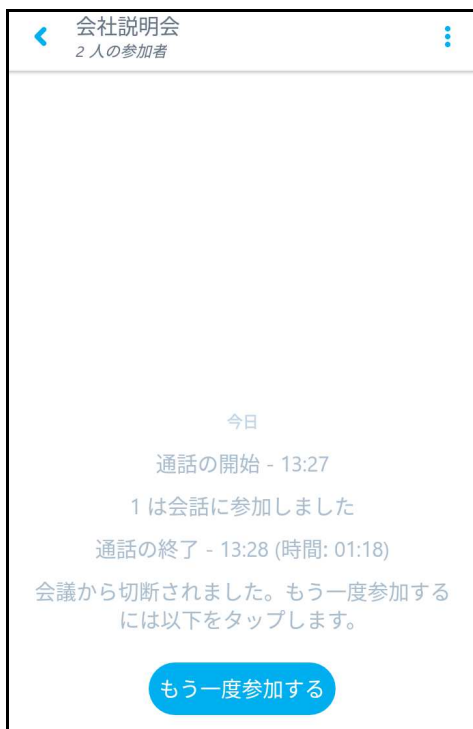 会社説明会
2 人の参加者
今日
通話の開始 - 13:27
1 は会話に参加しました
通話の終了 - 13:28 (時間: 01:18)
会議から切断されました。もう一度参加する
には以下をタップします。
もう一度参加する